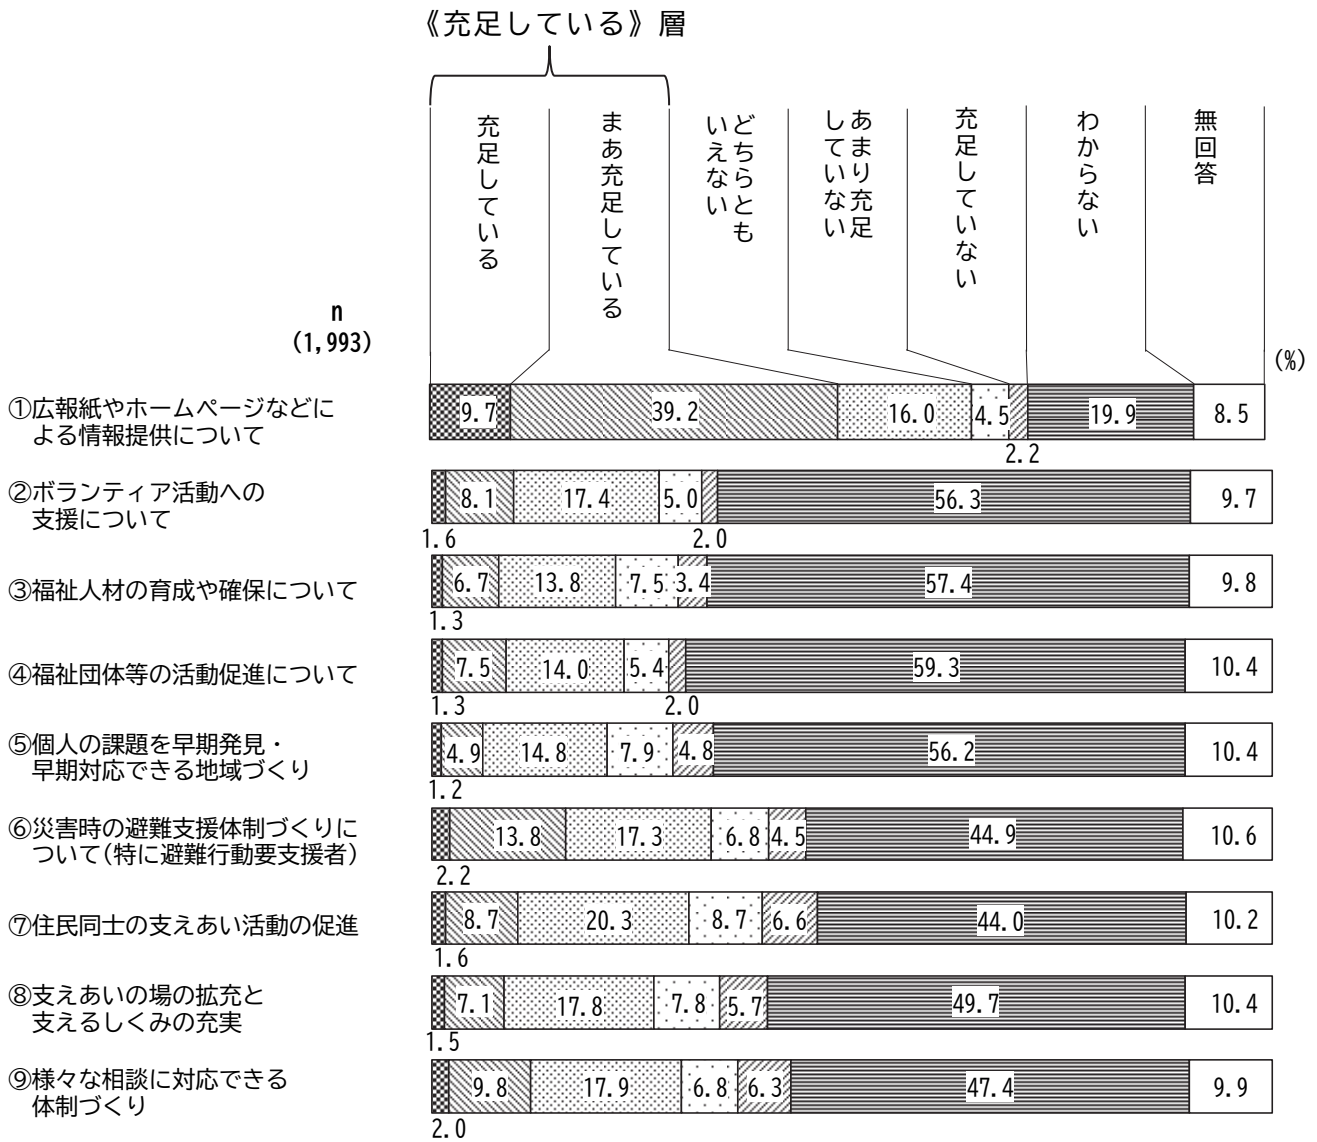 《充足している》層
充足している
まあ充足している
どちらとも
いえない
あまり充足
していない
充足していない
わからない
無回答
n
(1,993)
(%)
①広報紙やホームページなどに
よる情報提供について
9.7 39.2 16.0 4.5 19.9 8.5
2.2
②ボランティア活動への
支援について
8.1 17.4 5.0 56.3 9.7
1.6 2.0
③福祉人材の育成や確保について
6.7 13.8 7.5 3.4 57.4 9.8
1.3
④福祉団体等の活動促進について
7.5 14.0 5.4 59.3 10.4
1.3 2.0
⑤個人の課題を早期発見・
早期対応できる地域づくり
4.9 14.8 7.9 4.8 56.2 10.4
1.2
⑥災害時の避難支援体制づくりに
ついて(特に避難行動要支援者)
13.8 17.3 6.8 4.5 44.9 10.6
2.2
⑦住民同士の支えあい活動の促進
8.7 20.3 8.7 6.6 44.0 10.2
1.6
⑧支えあいの場の拡充と
支えるしくみの充実
7.1 17.8 7.8 5.7 49.7 10.4
1.5
⑨様々な相談に対応できる
体制づくり
9.8 17.9 6.8 6.3 47.4 9.9
2.0